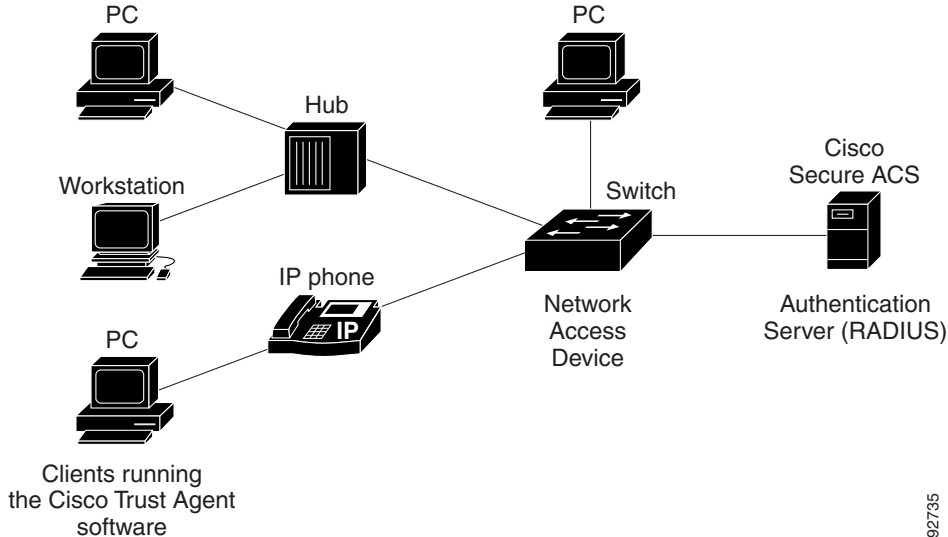 PC
PC
Hub
Cisco
Secure ACS
Workstation
Switch
IP phone
IP
Network
Access
Device
Authentication
Server (RADIUS)
PC
Clients running
the Cisco Trust Agent
software
92735